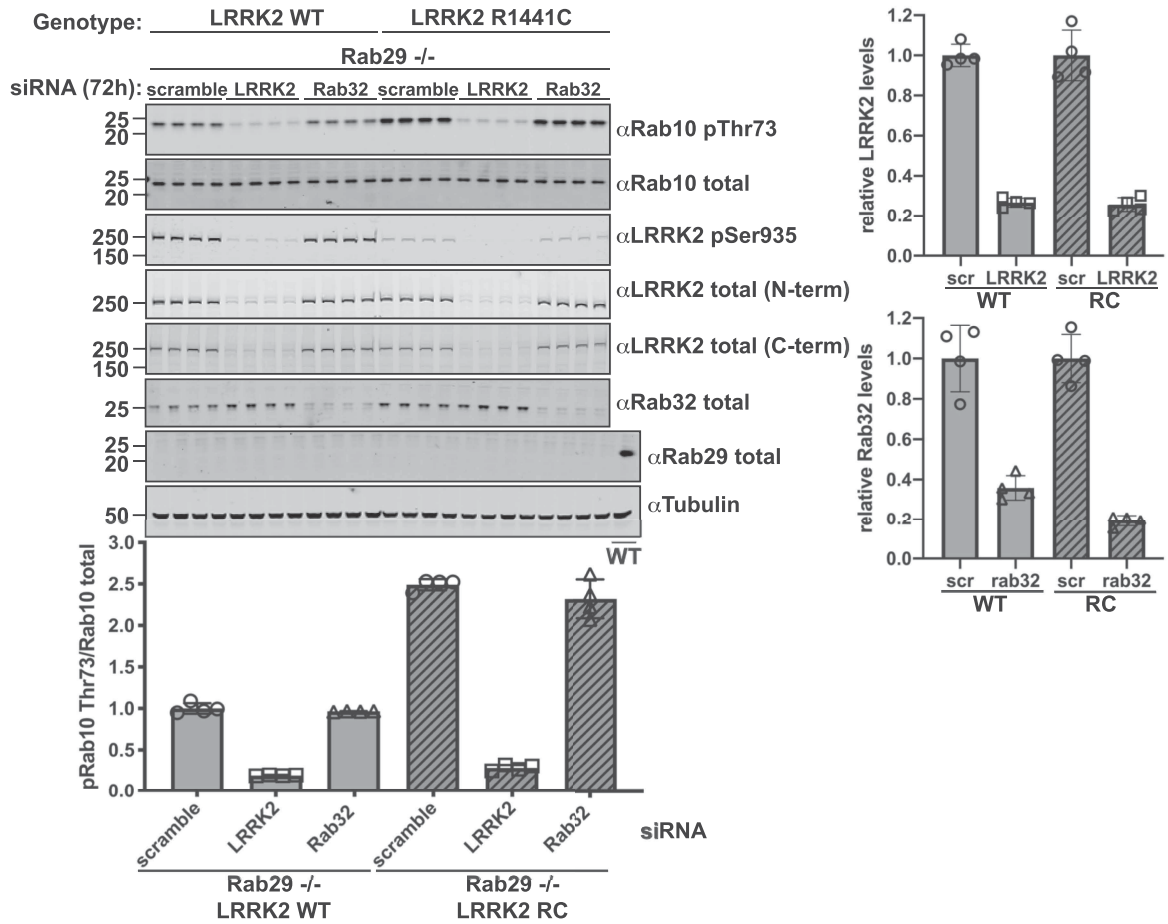 Genotype: LRRK2 WT LRRK2 R1441C
Rab29 -/-
siRNA (72h): scramble LRRK2 Rab32 scramble LRRK2 Rab32
25
20
αRab10 pThr73
25
20
αRab10 total
250
150
αLRRK2 pSer935
250
αLRRK2 total (N-term)
250
150
αLRRK2 total (C-term)
25
αRab32 total
25
20
αRab29 total
50
αTubulin
WT
pRab10 Thr73/Rab10 total
3.0
2.5
2.0
1.5
1.0
0.5
0.0
scramble LRRK2 Rab32 scramble LRRK2 Rab32
siRNA
Rab29 -/- Rab29 -/-
LRRK2 WT LRRK2 RC
relative LRRK2 levels
1.2
1.0
0.8
0.6
0.4
0.2
0.0
scr LRRK2 scr LRRK2
WT RC
relative Rab32 levels
1.2
1.0
0.8
0.6
0.4
0.2
0.0
scr rab32 scr rab32
WT RC